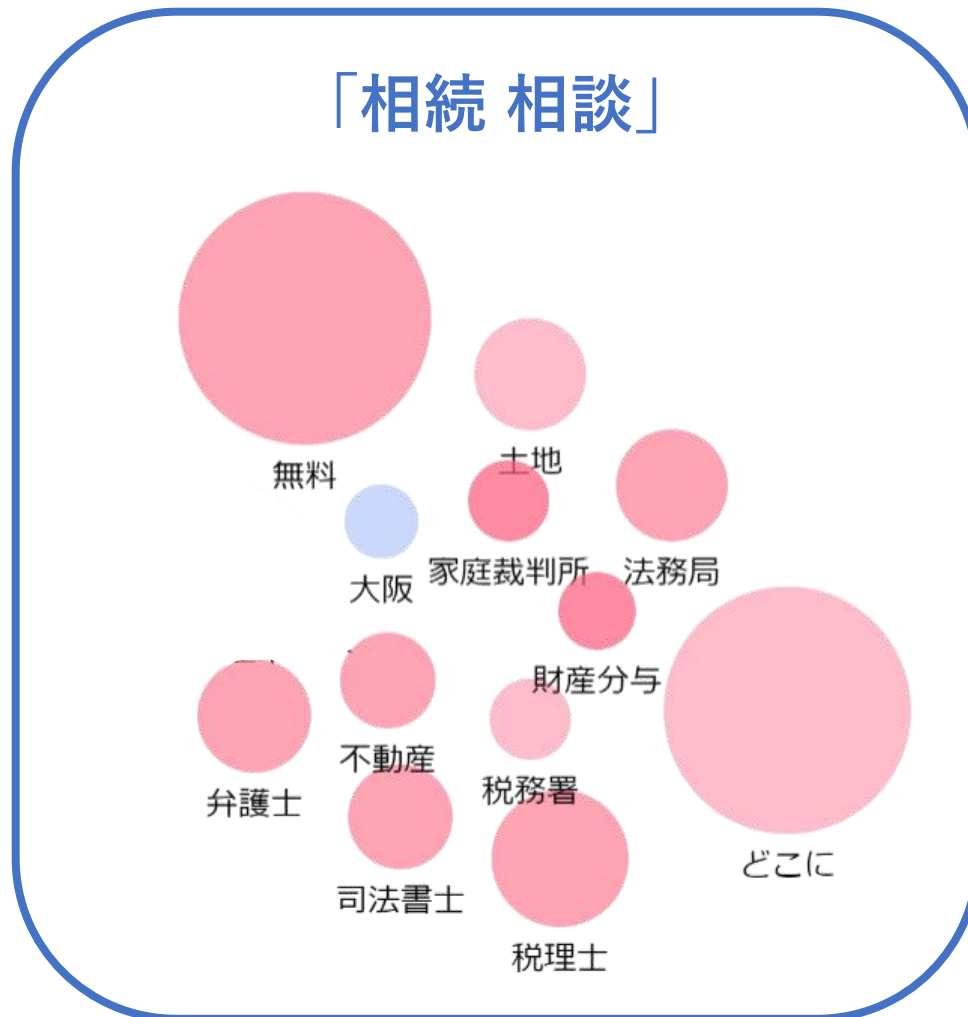 「相続 相談」
無料
土地
大阪
家庭裁判所
法務局
財産分与
不動産
税務署
弁護士
どこに
司法書士
税理士